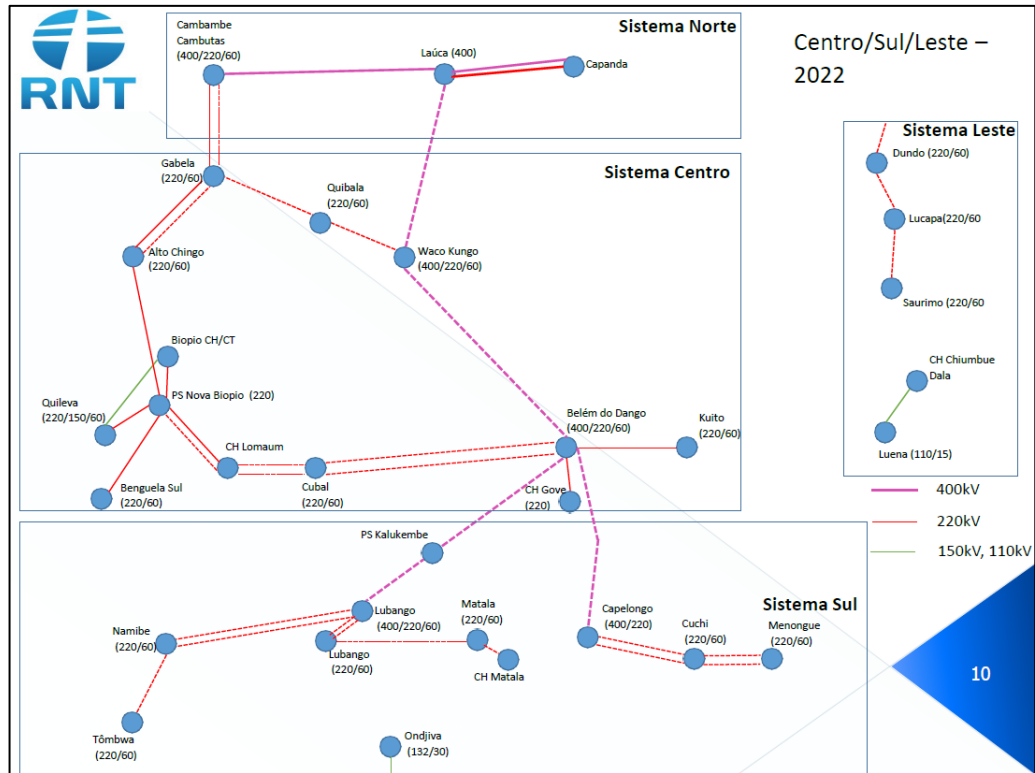 RNT
Sistema Norte
Cambambe
Cambutas
(400/220/60)
Laúca (400)
Capanda
Centro/Sul/Leste –
2022
Sistema Leste
Dundo (220/60)
Lucapa(220/60
Saurimo (220/60
CH Chiumbue
Dala
Luena (110/15)
Sistema Centro
Gabela
(220/60)
Quibala
(220/60)
Waco Kungo
(400/220/60)
Alto Chingo
(220/60)
Biopio CH/CT
PS Nova Biopio (220)
Quileva
(220/150/60)
CH Lomaum
Cubal
(220/60)
Benguela Sul
(220/60)
Belém do Dango
(400/220/60)
Kuito
(220/60)
CH Gove
(220)
400kV
220kV
150kV, 110kV
PS Kalukembe
Sistema Sul
Lubango
(400/220/60)
Lubango
(220/60)
Namibe
(220/60)
Matala
(220/60)
CH Matala
Capelongo
(400/220)
Cuchi
(220/60)
Menongue
(220/60)
Tômbwa
(220/60)
Ondjiva
(132/30)
10